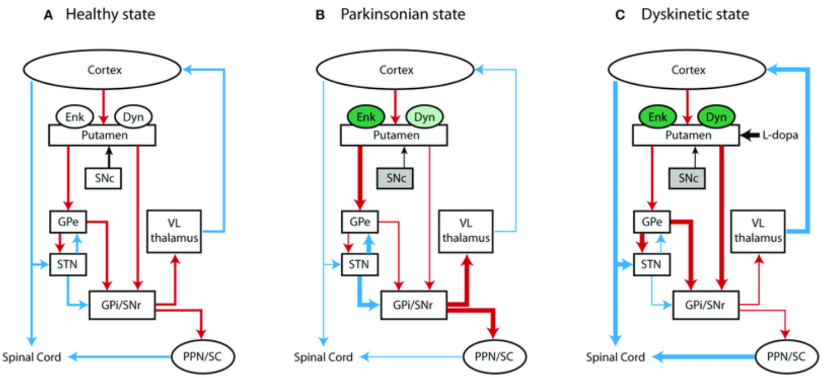 A Healthy state
Cortex
Enk
Dyn
Putamen
SNc
GPe
VL
thalamus
STN
GPi/SNr
Spinal Cord
PPN/SC
B Parkinsonian state
Cortex
Enk
Dyn
Putamen
SNc
GPe
VL
thalamus
STN
GPi/SNr
Spinal Cord
PPN/SC
C Dyskinetic state
Cortex
Enk
Dyn
Putamen
L-dopa
SNc
GPe
VL
thalamus
STN
GPi/SNr
Spinal Cord
PPN/SC